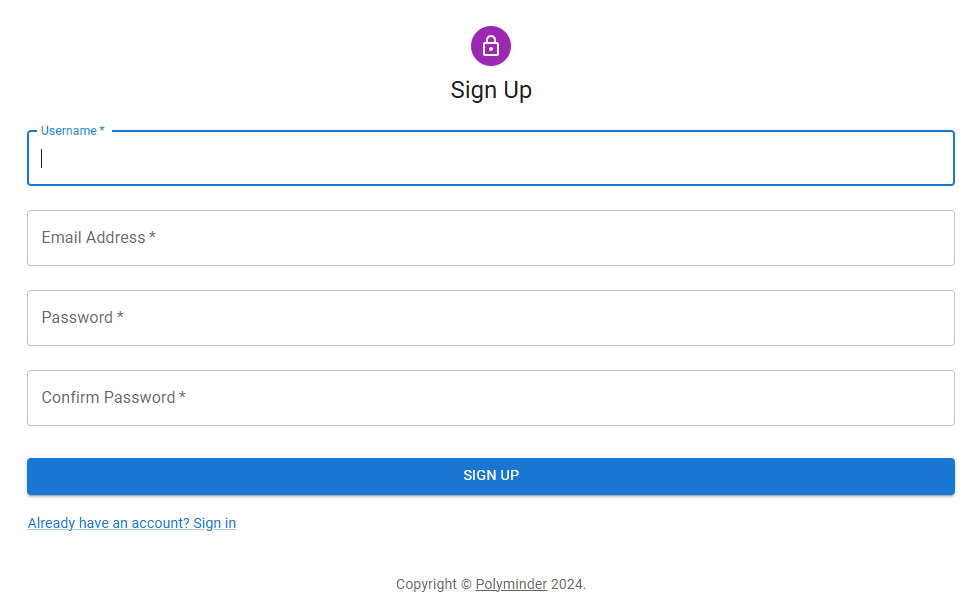 Sign Up
Username *
Email Address *
Password *
Confirm Password *
SIGN UP
Already have an account? Sign in
Copyright © Polyminder 2024.